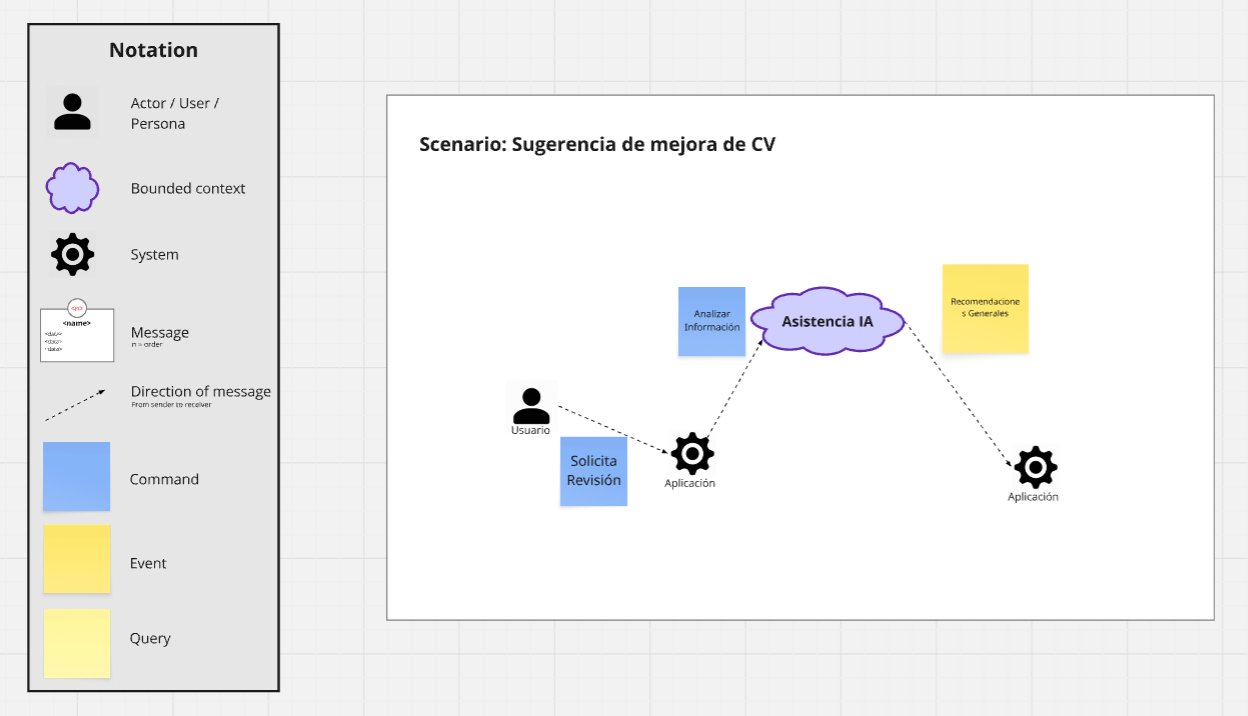 Notation
Actor / User /
Persona
Bounded context
System
<n>
<name>
<data>
<data>
<data>
Message
n = order
Direction of message
From sender to receiver
Command
Event
Query
Scenario: Sugerencia de mejora de CV
Usuario
Solicita
Revisión
Aplicación
Analizar
Información
Asistencia IA
Recomendacione
s Generales
Aplicación